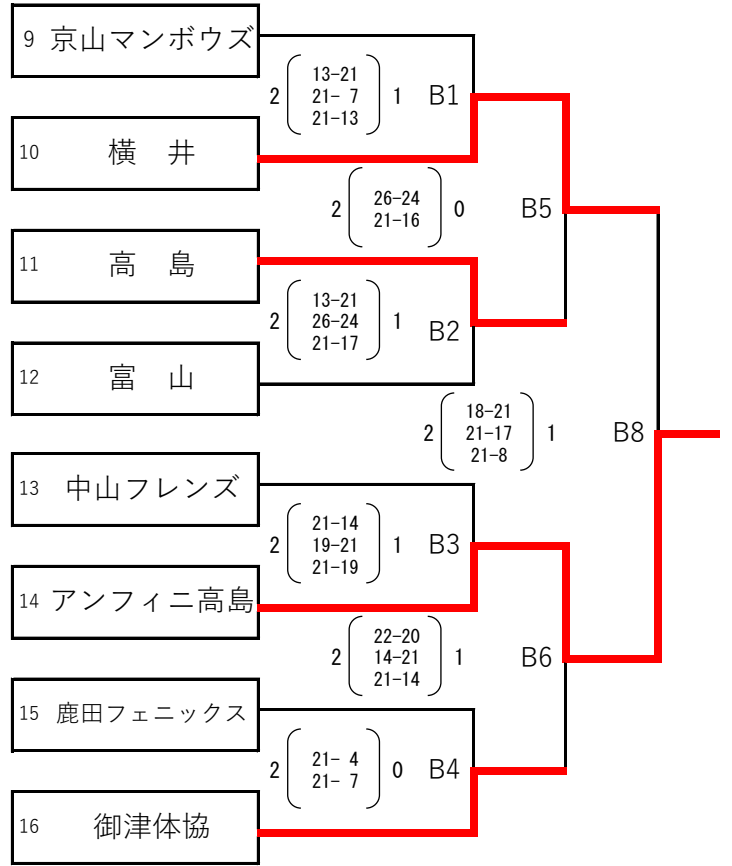 9 京山マンボウズ
13-21
2 21- 7 1 B1
21-13
10 横 井
26-24
2 0 B5
21-16
11 高 島
13-21
2 26-24 1 B2
21-17
12 富 山
18-21
2 21-17 1 B8
21-8
13 中山フレンズ
21-14
2 19-21 1 B3
21-19
14 アンフィニ高島
22-20
2 14-21 1 B6
21-14
15 鹿田フェニックス
21- 4
2 0 B4
21- 7
16 御津体協